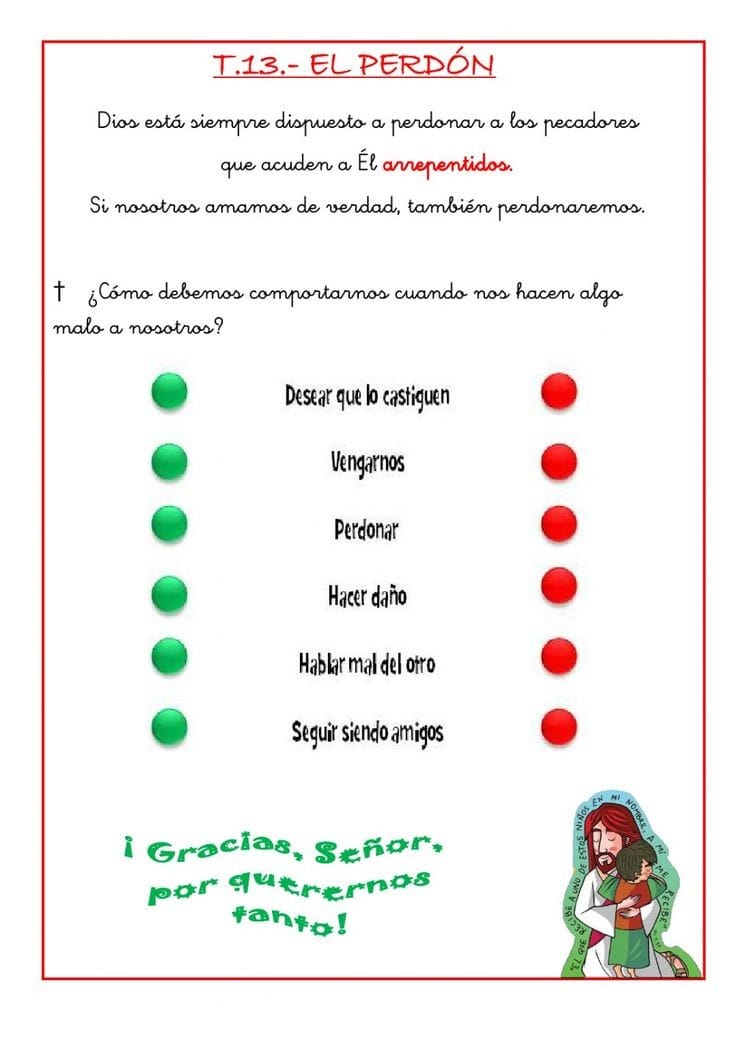 T.13.- EL PERDÓN
Dios está siempre dispuesto a perdonar a los pecadores
que acuden a Él arrepentidos.
Si nosotros amamos de verdad, también perdonaremos.
† ¿Cómo debemos comportarnos cuando nos hacen algo
malo a nosotros?
Desear que lo castiguen
Vengarnos
Perdonar
Hacer daño
Hablar mal del otro
Seguir siendo amigos
¡Gracias, Señor,
por querernos
tanto!
"EL QUE RECIBE A UNO DE ESTOS NIÑOS EN MI NOMBRE, A MÍ ME RECIBE"